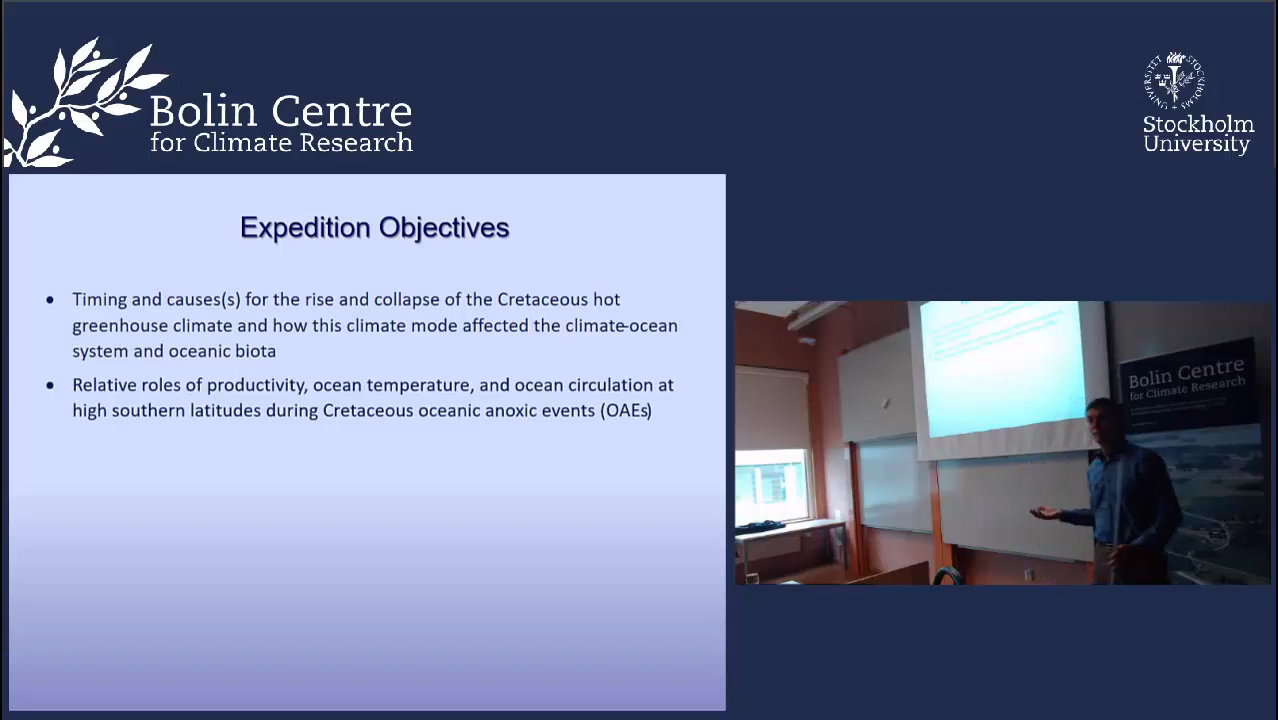 Bolin Centre
for Climate Research
STOCKHOLMS UNIVERSITET
Stockholm
University
Expedition Objectives
• Timing and causes(s) for the rise and collapse of the Cretaceous hot
greenhouse climate and how this climate mode affected the climate-ocean
system and oceanic biota
• Relative roles of productivity, ocean temperature, and ocean circulation at
high southern latitudes during Cretaceous oceanic anoxic events (OAEs)
Bolin Centre
for Climate Research